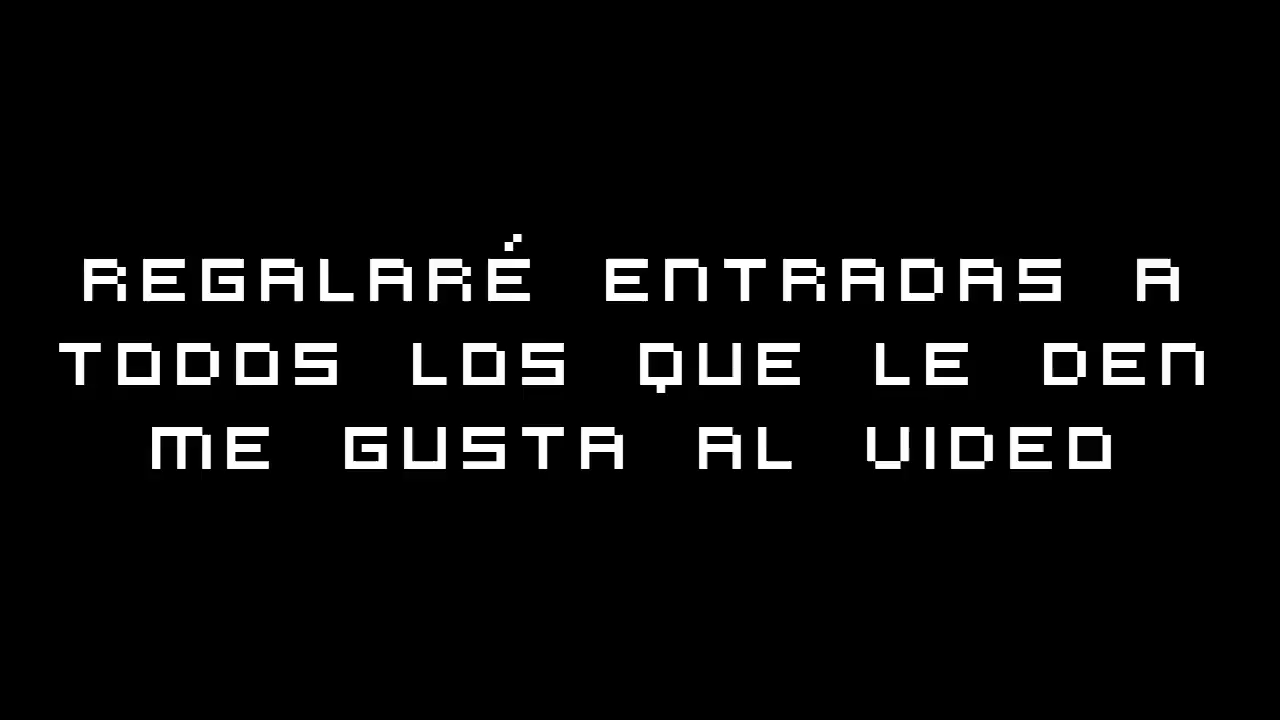 REGALARÉ ENTRADAS A
TODOS LOS QUE LE DEN
ME GUSTA AL VIDEO